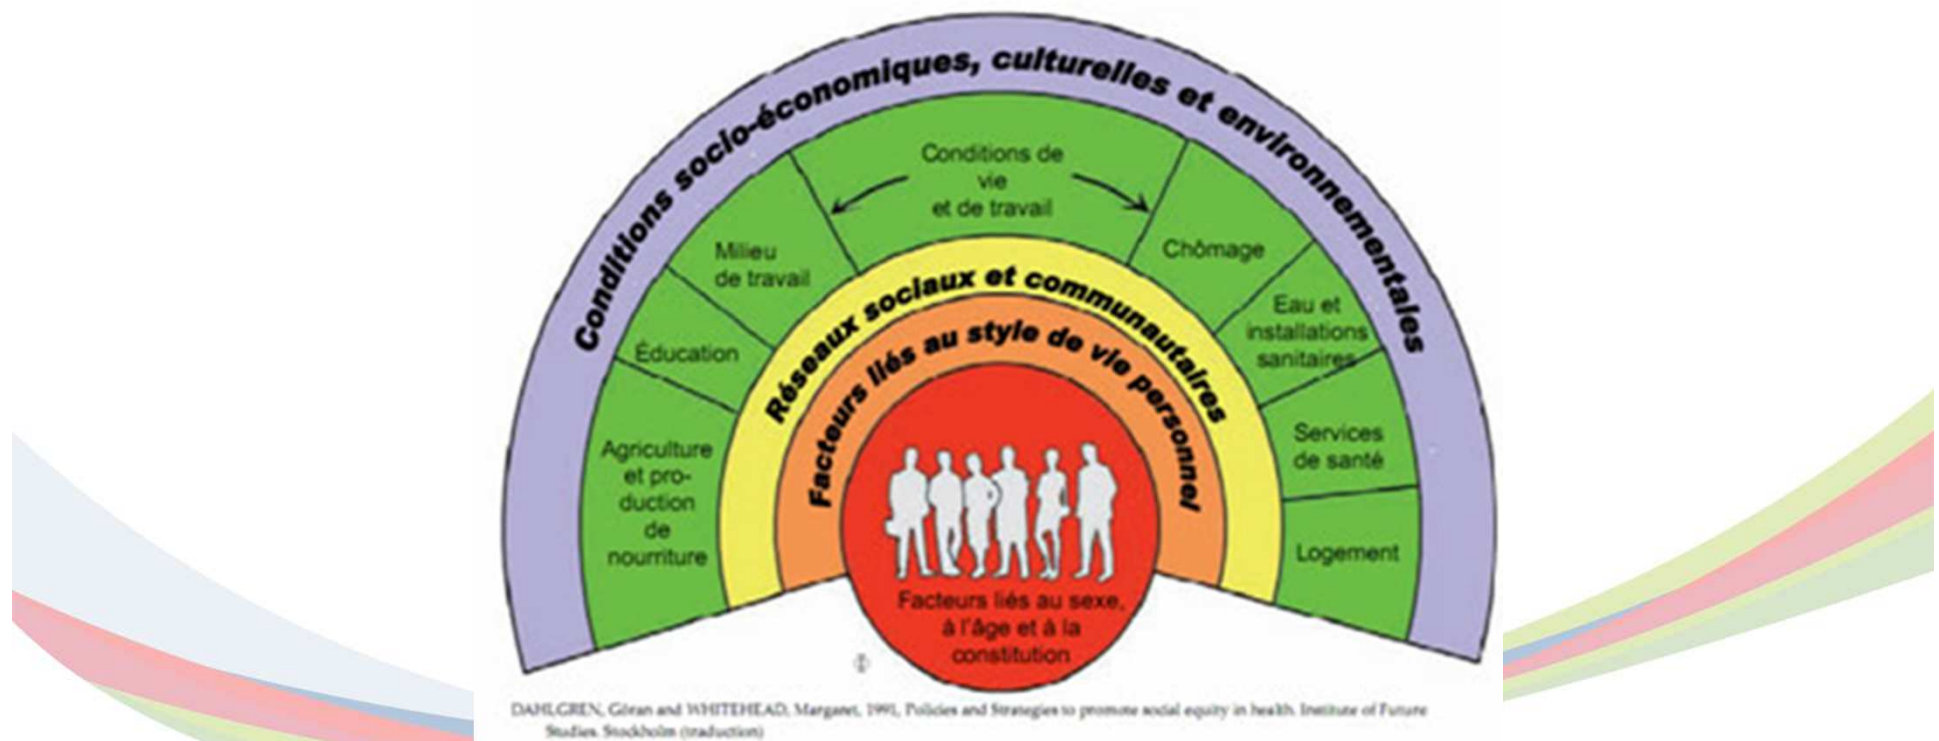 Conditions socio-économiques, culturelles et environnementales
Conditions de
vie
et de travail
Milieu
de travail
Éducation
Agriculture
et pro-
duction
de
nourriture
Chômage
Eau et
installations
sanitaires
Services
de santé
Logement
Réseaux sociaux et communautaires
Facteurs liés au style de vie personnel
Facteurs liés au sexe,
à l'âge et à la
constitution
DAHLGREN, Göran and WHITEHEAD, Margaret, 1991, Policies and Strategies to promote social equity in health. Institute of Future
Studies. Stockholm (traduction)